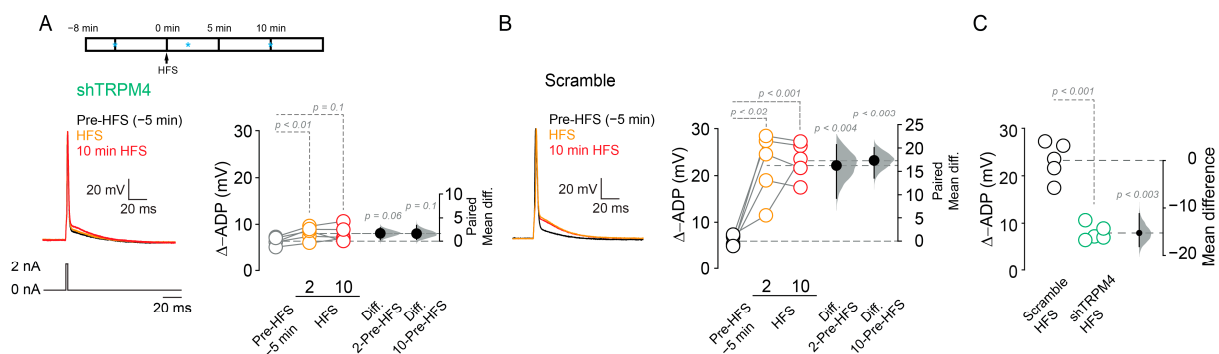 A
−8 min
0 min
5 min
10 min
*
*
*
HFS
shTRPM4
Pre-HFS (−5 min)
HFS
10 min HFS
20 mV
20 ms
2 nA
0 nA
20 ms
Δ−ADP (mV)
30
20
10
0
p < 0.01
p = 0.1
p = 0.06
p = 0.1
10
5
0
Paired
Mean diff.
2
10
Pre-HFS
−5 min
HFS
Diff.
2-Pre-HFS
Diff.
10-Pre-HFS
B
Scramble
Pre-HFS (−5 min)
HFS
10 min HFS
20 mV
20 ms
Δ−ADP (mV)
30
20
10
0
p < 0.001
p < 0.02
p < 0.004
p < 0.003
25
20
15
10
5
0
Paired
Mean diff.
2
10
Pre-HFS
−5 min
HFS
Diff.
2-Pre-HFS
Diff.
10-Pre-HFS
C
p < 0.001
p < 0.003
Δ−ADP (mV)
30
20
10
0
0
−10
−20
Mean difference
Scramble
HFS
shTRPM4
HFS